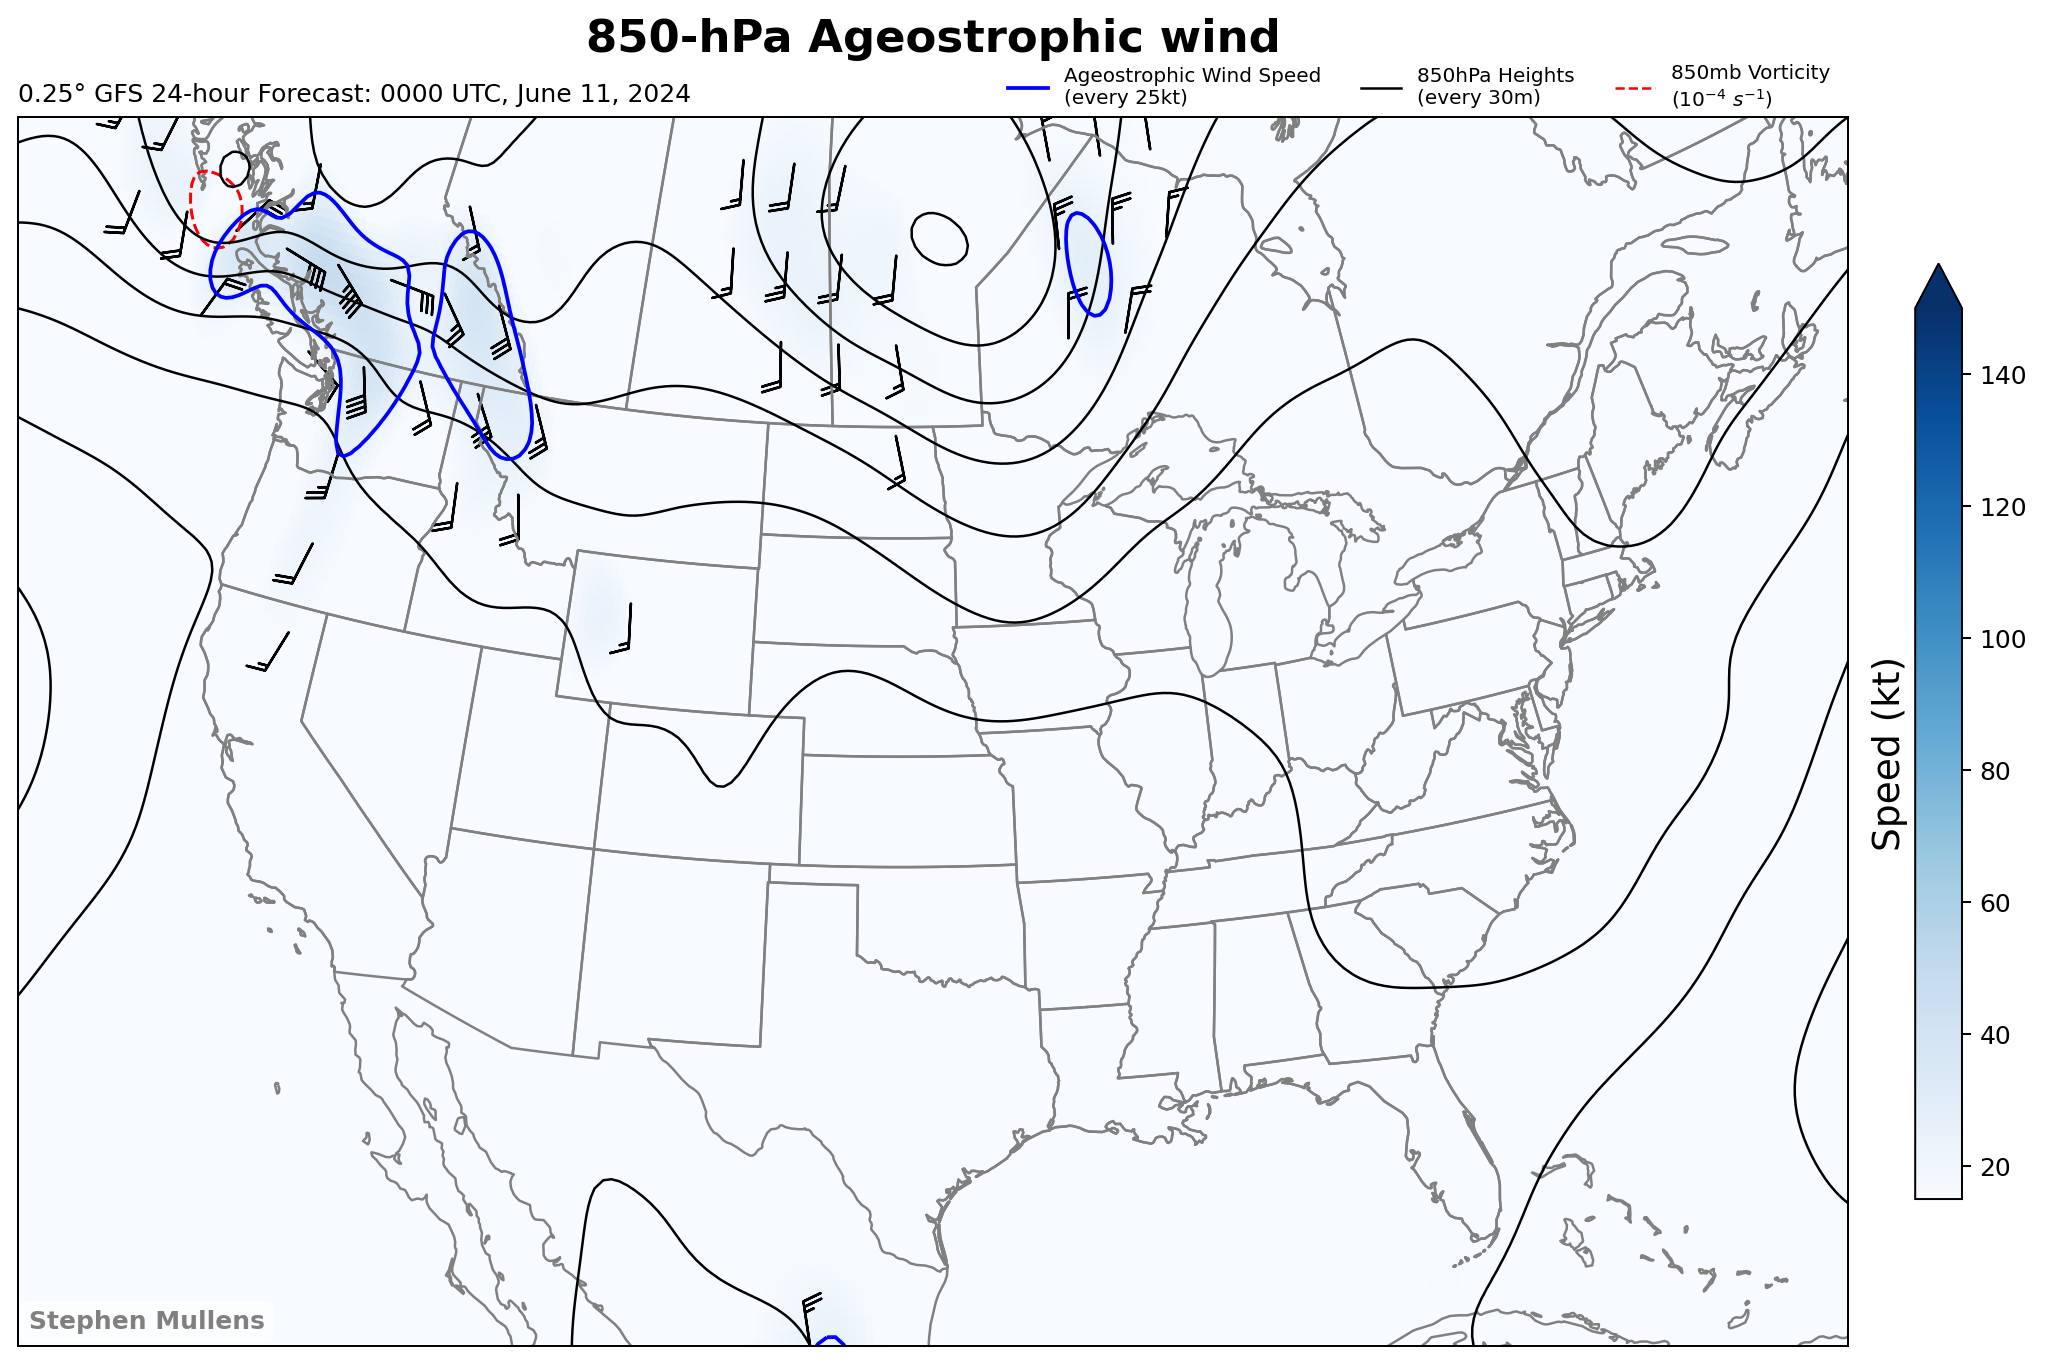 850-hPa Ageostrophic wind
0.25° GFS 24-hour Forecast: 0000 UTC, June 11, 2024
Ageostrophic Wind Speed
(every 25kt)
850hPa Heights
(every 30m)
850mb Vorticity
(10⁻⁴ s⁻¹)
140
120
100
80
60
40
20
Speed (kt)
Stephen Mullens